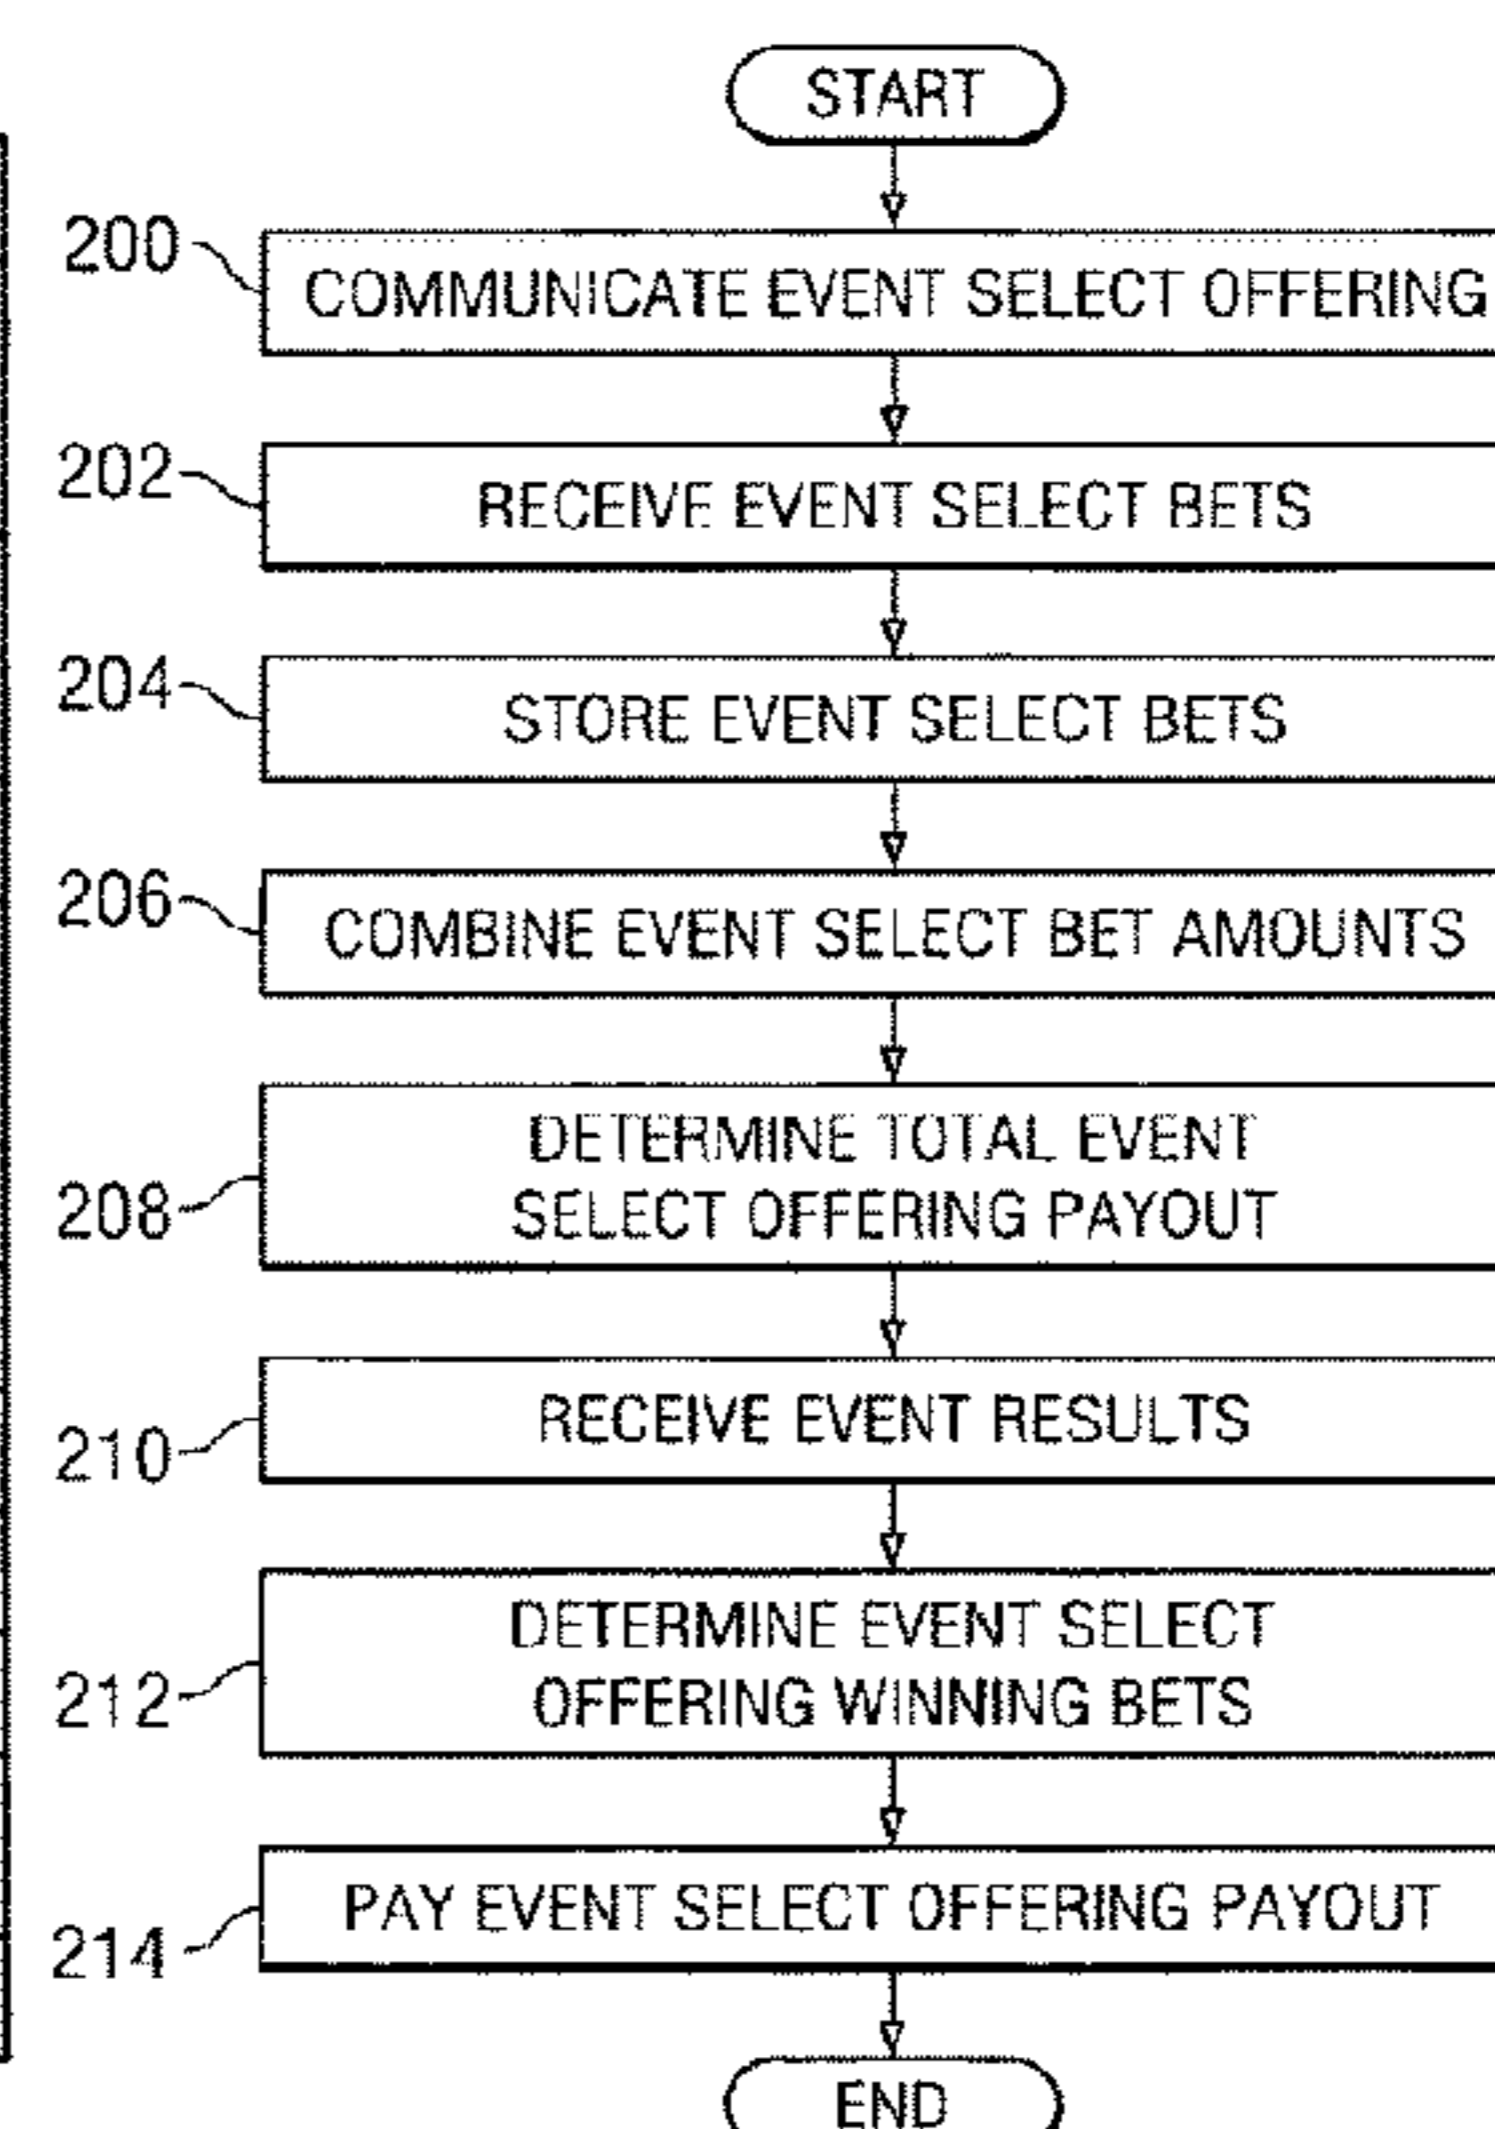 START
200
COMMUNICATE EVENT SELECT OFFERING
202
RECEIVE EVENT SELECT BETS
204
STORE EVENT SELECT BETS
206
COMBINE EVENT SELECT BET AMOUNTS
DETERMINE TOTAL EVENT
208
SELECT OFFERING PAYOUT
210
RECEIVE EVENT RESULTS
DETERMINE EVENT SELECT
212
OFFERING WINNING BETS
214
PAY EVENT SELECT OFFERING PAYOUT
END